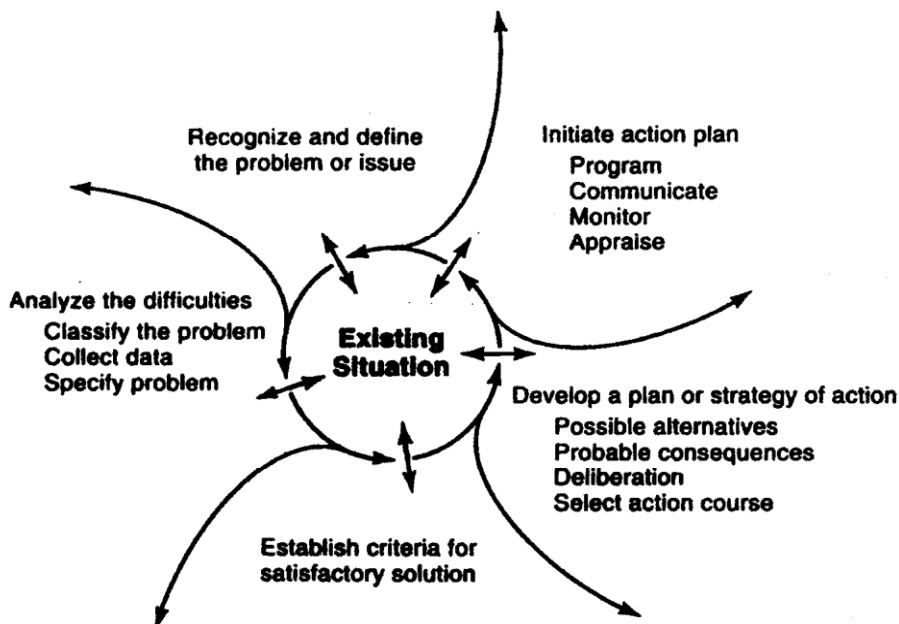 Recognize and define
the problem or issue
Initiate action plan
Program
Communicate
Monitor
Appraise
Analyze the difficulties
Classify the problem
Collect data
Specify problem
Existing
Situation
Develop a plan or strategy of action
Possible alternatives
Probable consequences
Deliberation
Select action course
Establish criteria for
satisfactory solution